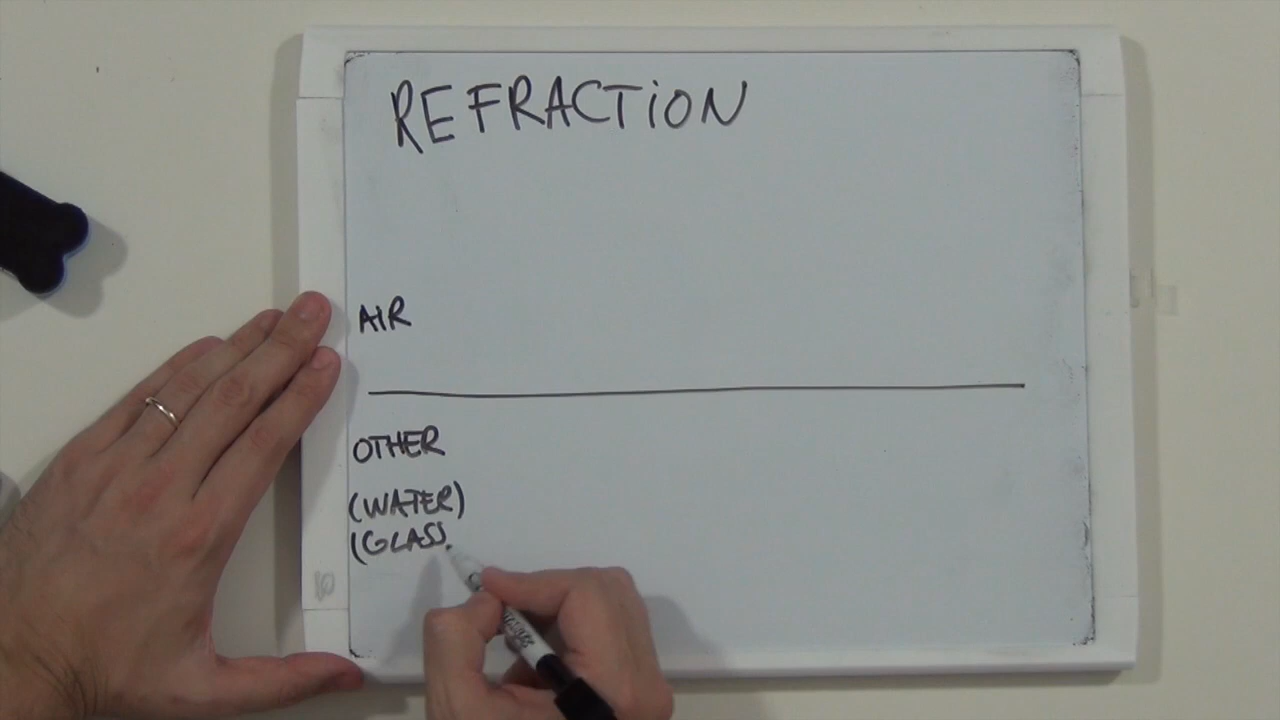 REFRACTiON
AIR
OTHER
(WATER)
(GLASS